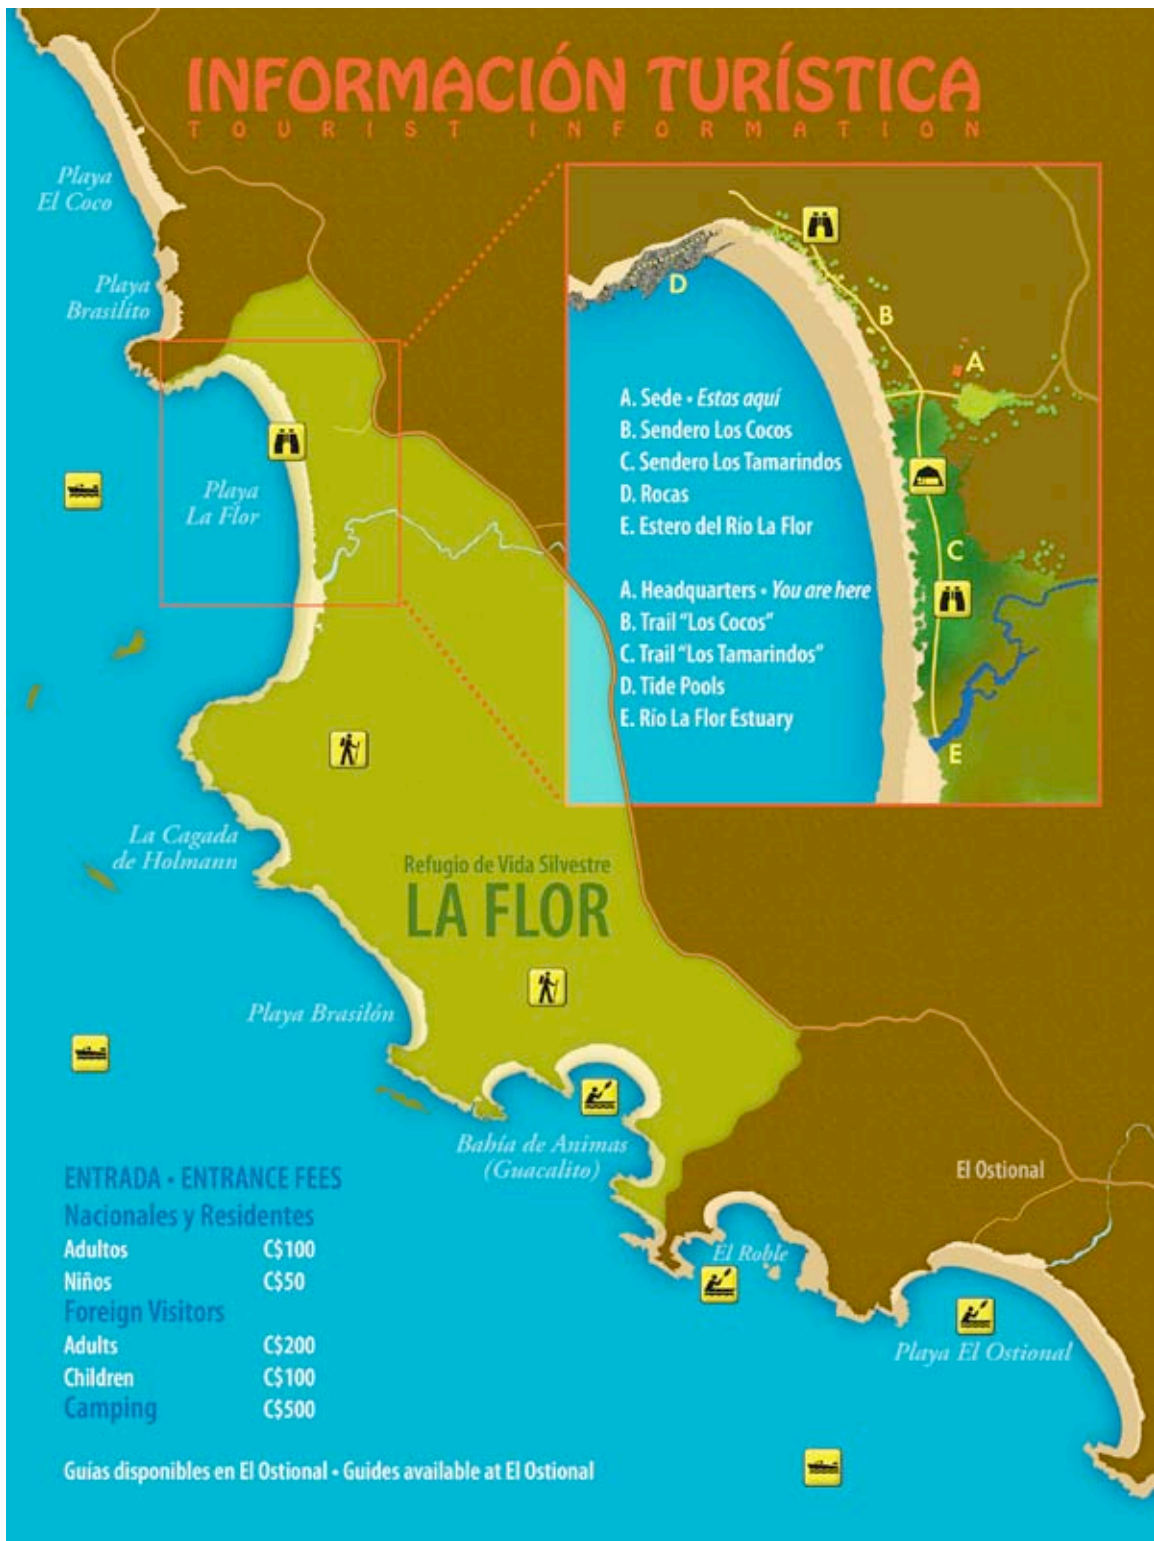 INFORMACIÓN TURÍSTICA
TOURIST INFORMATION
Playa
El Coco
Playa
Brasilito
Playa
La Flor
D
B
A
C
E
A. Sede • Estas aquí
B. Sendero Los Cocos
C. Sendero Los Tamarindos
D. Rocas
E. Estero del Río La Flor
A. Headquarters • You are here
B. Trail "Los Cocos"
C. Trail "Los Tamarindos"
D. Tide Pools
E. Río La Flor Estuary
La Cagada
de Holmann
Refugio de Vida Silvestre
LA FLOR
Playa Brasilón
Bahía de Animas
(Guacalito)
El Ostional
El Roble
Playa El Ostional
ENTRADA • ENTRANCE FEES
Nacionales y Residentes
Adultos C$100
Niños C$50
Foreign Visitors
Adults C$200
Children C$100
Camping C$500
Guías disponibles en El Ostional • Guides available at El Ostional